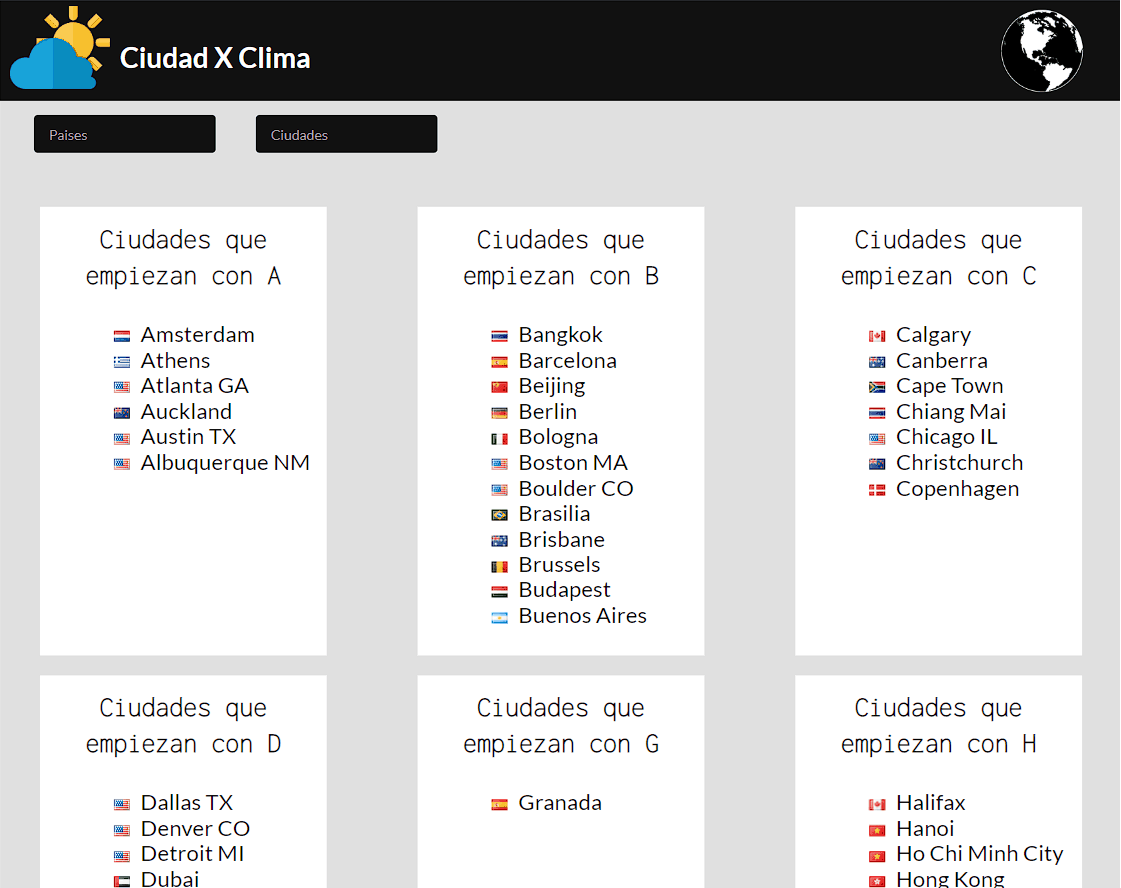 Ciudad X Clima
Paises
Ciudades
Ciudades que
empiezan con A
Amsterdam
Athens
Atlanta GA
Auckland
Austin TX
Albuquerque NM
Ciudades que
empiezan con B
Bangkok
Barcelona
Beijing
Berlin
Bologna
Boston MA
Boulder CO
Brasilia
Brisbane
Brussels
Budapest
Buenos Aires
Ciudades que
empiezan con C
Calgary
Canberra
Cape Town
Chiang Mai
Chicago IL
Christchurch
Copenhagen
Ciudades que
empiezan con D
Dallas TX
Denver CO
Detroit MI
Dubai
Ciudades que
empiezan con G
Granada
Ciudades que
empiezan con H
Halifax
Hanoi
Ho Chi Minh City
Hong Kong